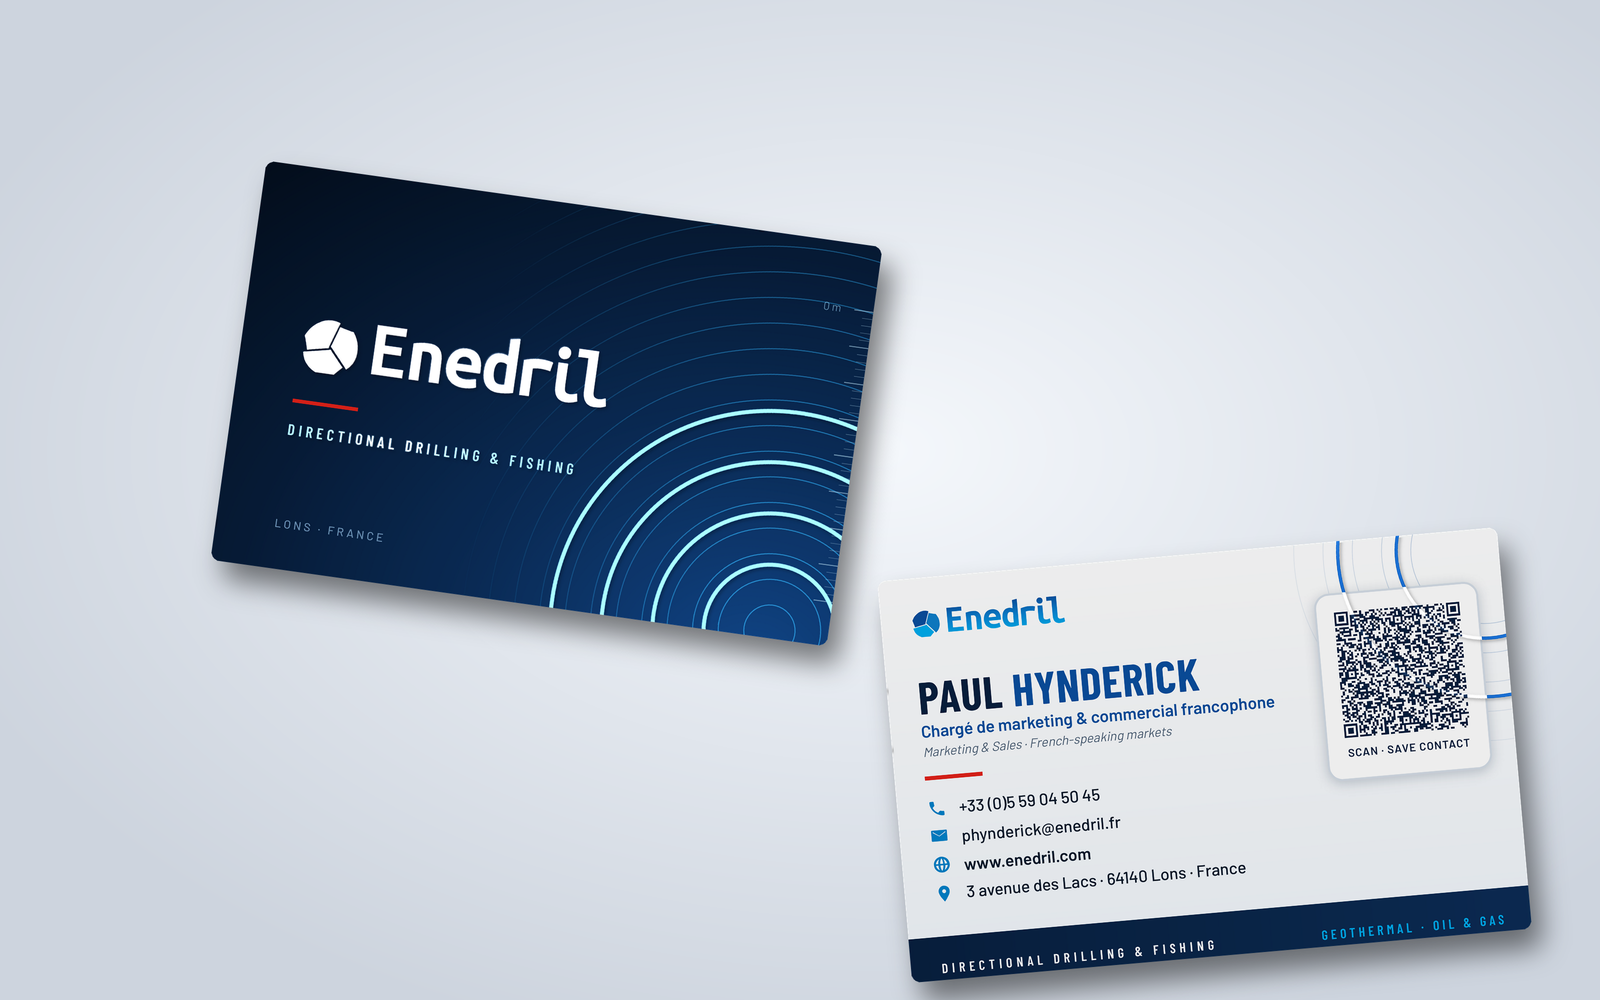 0m
Enedril
DIRECTIONAL DRILLING & FISHING
LONS · FRANCE
Enedril
PAUL HYNDERICK
Chargé de marketing & commercial francophone
Marketing & Sales · French-speaking markets
SCAN · SAVE CONTACT
+33 (0)5 59 04 50 45
phynderick@enedril.fr
www.enedril.com
3 avenue des Lacs · 64140 Lons · France
DIRECTIONAL DRILLING & FISHING
GEOTHERMAL · OIL & GAS